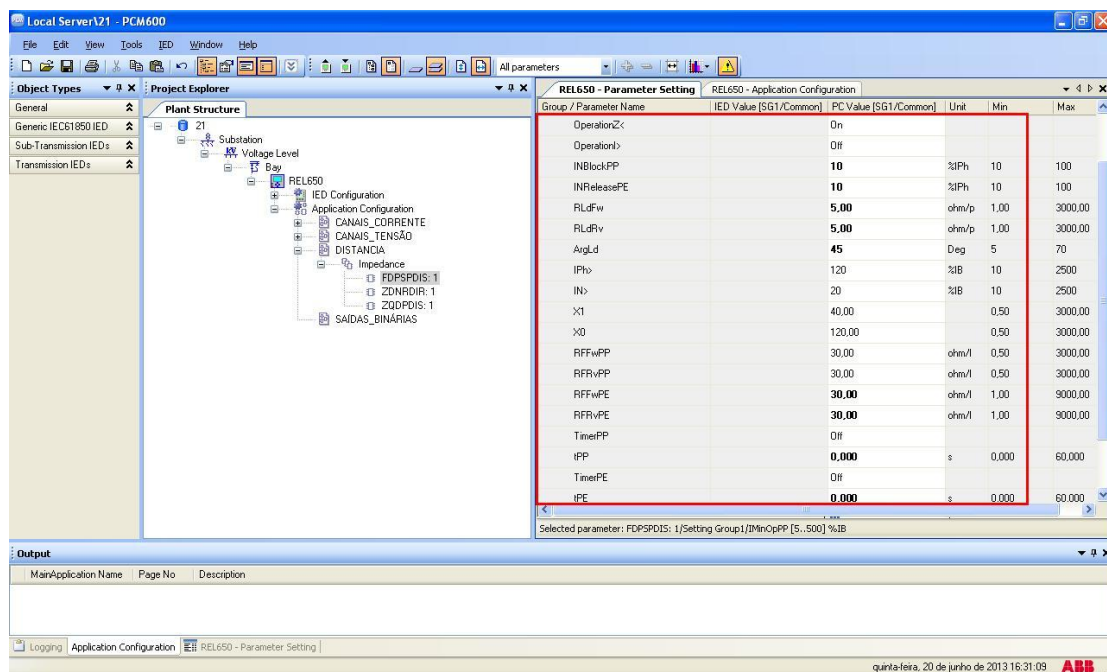 Local Server\21 - PCM600
File Edit View Tools IED Window Help
All parameters
Object Types
General
Generic IEC61850 IED
Sub-Transmission IEDs
Transmission IEDs
Project Explorer
Plant Structure
21
Substation
Voltage Level
Bay
REL650
IED Configuration
Application Configuration
CANAIS_CORRENTE
CANAIS_TENSÃO
DISTANCIA
Impedance
FDPSPDIS: 1
ZDNRDIR: 1
ZQDPDIS: 1
SAÍDAS_BINÁRIAS
REL650 - Parameter Setting REL650 - Application Configuration
Group / Parameter Name IED Value [SG1/Common] PC Value [SG1/Common] Unit Min Max
OperationZ< On
OperationI> Off
INBlockPP 10 %IPh 10 100
INReleasePE 10 %IPh 10 100
RLdFw 5,00 ohm/p 1,00 3000,00
RLdRv 5,00 ohm/p 1,00 3000,00
ArgLd 45 Deg 5 70
IPh> 120 %IB 10 2500
IN> 20 %IB 10 2500
X1 40,00 0,50 3000,00
X0 120,00 0,50 3000,00
RFFwPP 30,00 ohm/l 0,50 3000,00
RFRvPP 30,00 ohm/l 0,50 3000,00
RFFwPE 30,00 ohm/l 1,00 9000,00
RFRvPE 30,00 ohm/l 1,00 9000,00
TimerPP Off
tPP 0,000 s 0,000 60,000
TimerPE Off
tPE 0.000 s 0.000 60.000
Selected parameter: FDPSPDIS: 1/Setting Group1/IMinOpPP [5..500] %IB
Output
MainApplication Name Page No Description
Logging Application Configuration REL650 - Parameter Setting
quinta-feira, 20 de junho de 2013 16:31:09 ABB